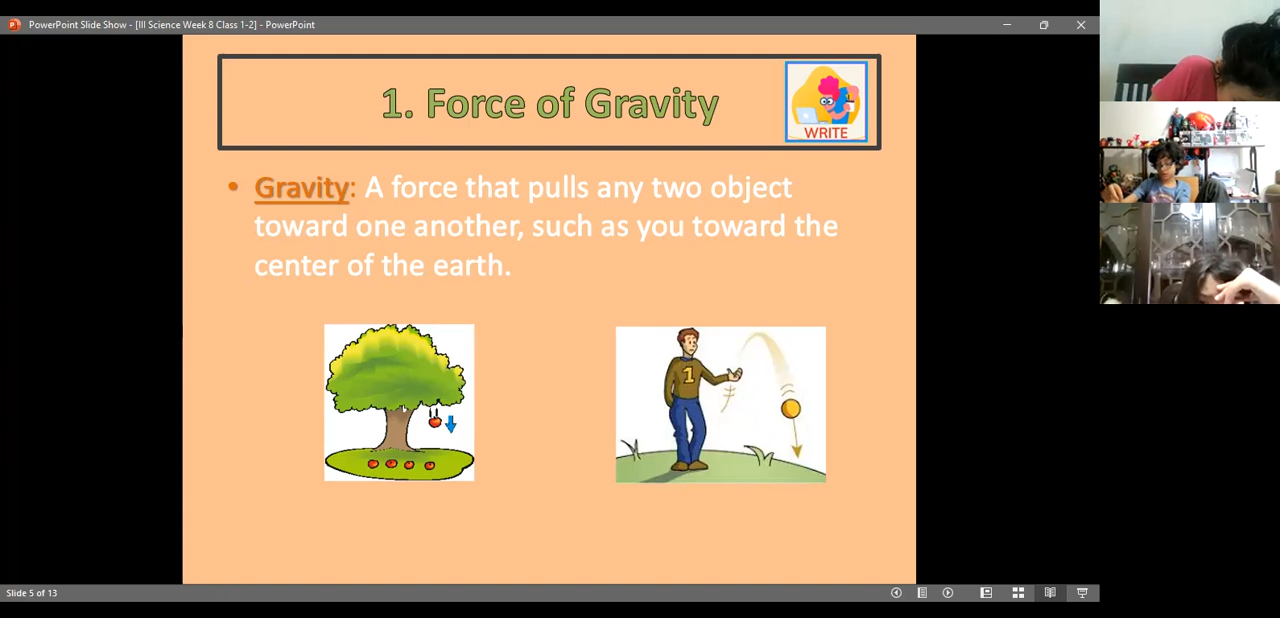 PowerPoint Slide Show - [III Science Week 8 Class 1-2] - PowerPoint
1. Force of Gravity
WRITE
• Gravity: A force that pulls any two object
toward one another, such as you toward the
center of the earth.
1
Slide 5 of 13